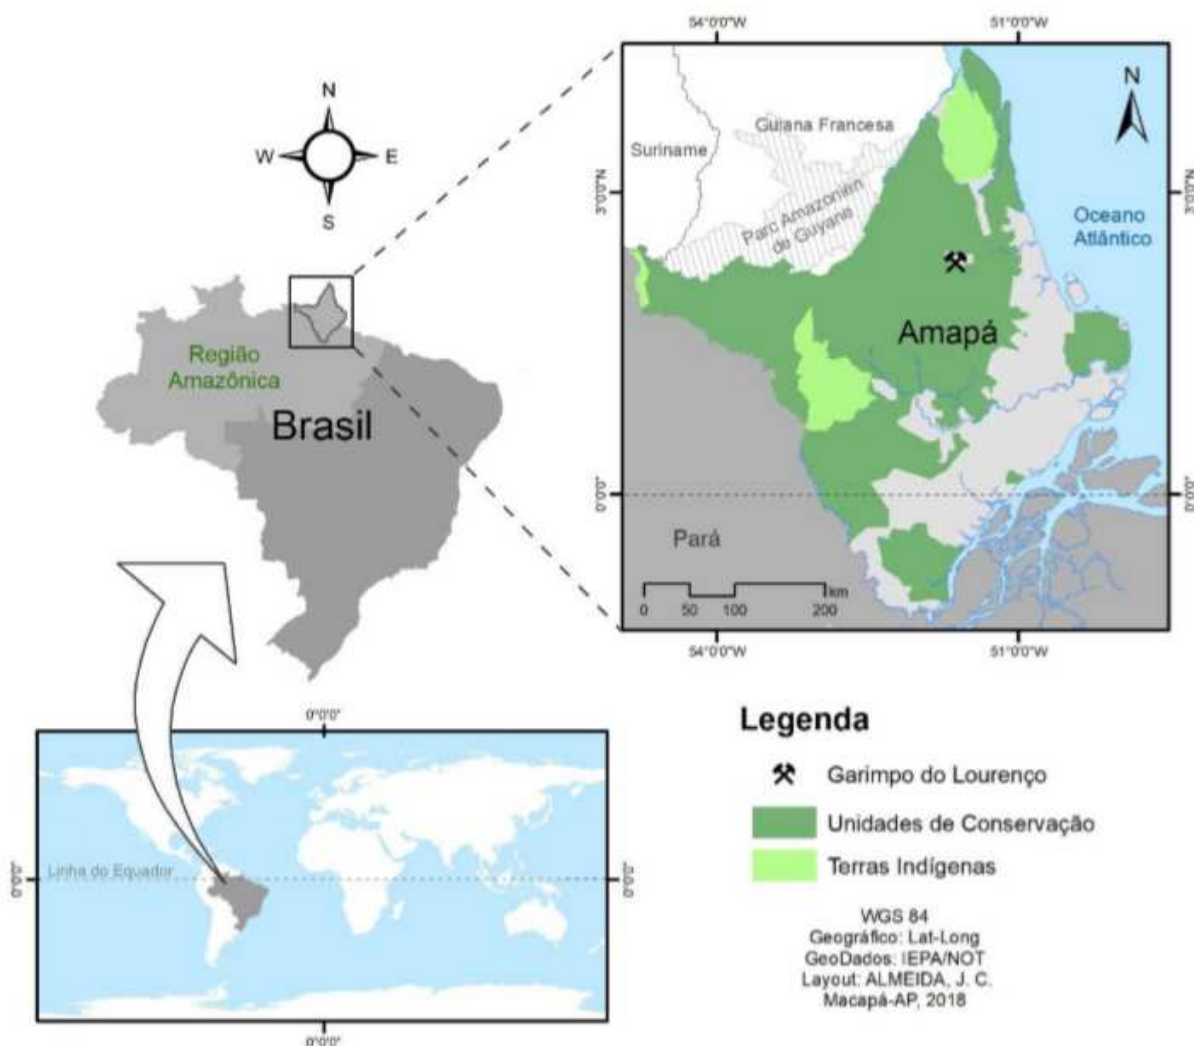 N
W
E
S
Região
Amazônica
Brasil
54°0'0"W
51°0'0"W
N
Guiana Francesa
Suriname
Parc Amazonien
de Guyane
3°0'0"N
3°0'0"N
Oceano
Atlântico
Amapá
0°0'0"
0°0'0"
Pará
km
0 50 100 200
54°0'0"W
51°0'0"W
0°0'0"
Linha do Equador
0°0'0"
0°0'0"
0°0'0"
Legenda
Garimpo do Lourenço
Unidades de Conservação
Terras Indígenas
WGS 84
Geográfico: Lat-Long
GeoDados: IEPA/NOT
Layout: ALMEIDA, J. C.
Macapá-AP, 2018